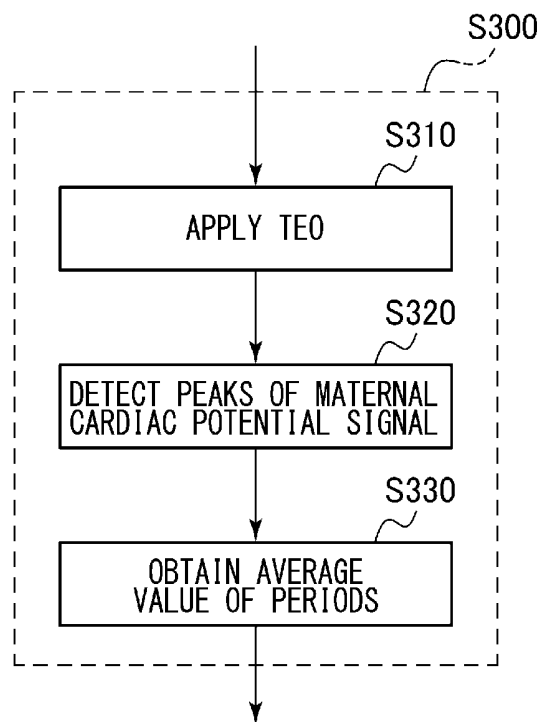 S300
S310
APPLY TEO
S320
DETECT PEAKS OF MATERNAL
CARDIAC POTENTIAL SIGNAL
S330
OBTAIN AVERAGE
VALUE OF PERIODS